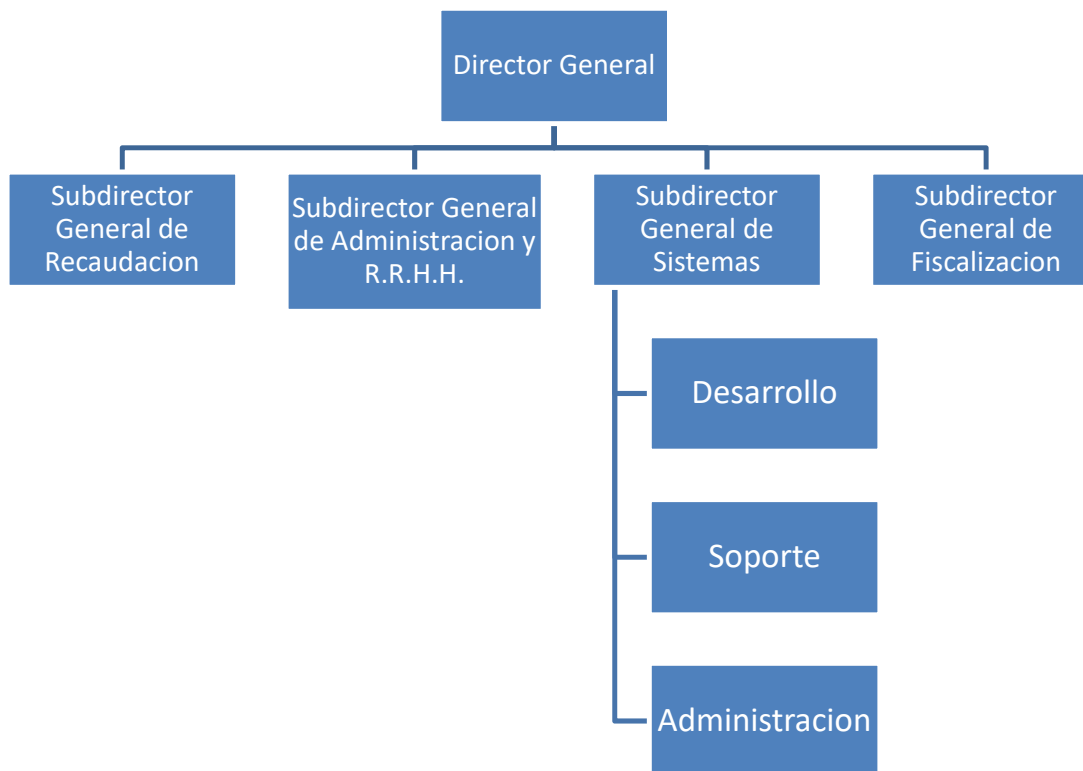 Director General
Subdirector
General de
Recaudacion
Subdirector General
de Administracion y
R.R.H.H.
Subdirector
General de
Sistemas
Subdirector
General de
Fiscalizacion
Desarrollo
Soporte
Administracion